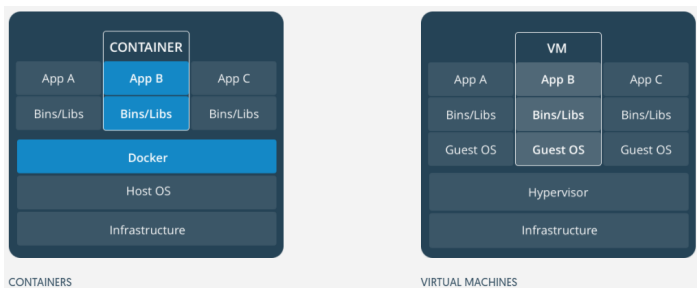 CONTAINER
App A App B App C
Bins/Libs Bins/Libs Bins/Libs
Docker
Host OS
Infrastructure
CONTAINERS
VM
App A App B App C
Bins/Libs Bins/Libs Bins/Libs
Guest OS Guest OS Guest OS
Hypervisor
Infrastructure
VIRTUAL MACHINES